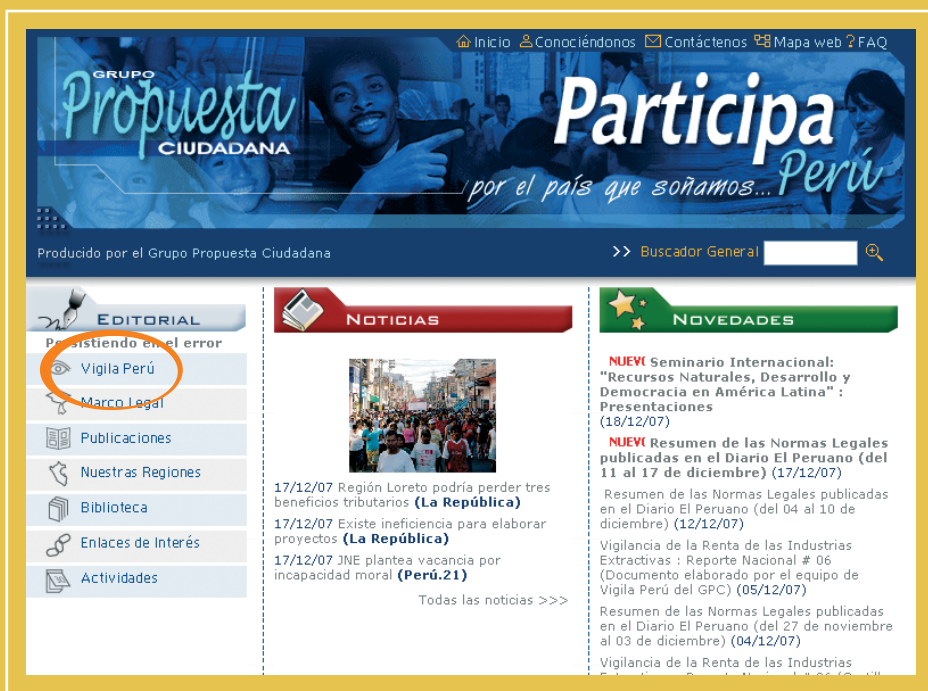 Inicio Conociéndonos Contáctenos Mapa web ? FAQ
GRUPO
Propuesta
CIUDADANA
Participa
por el país que soñamos... Perú
Producido por el Grupo Propuesta Ciudadana
>> Buscador General
EDITORIAL
Persistiendo en el error
Vigila Perú
Marco Legal
Publicaciones
Nuestras Regiones
Biblioteca
Enlaces de Interés
Actividades
NOTICIAS
17/12/07 Región Loreto podría perder tres
beneficios tributarios (La República)
17/12/07 Existe ineficiencia para elaborar
proyectos (La República)
17/12/07 JNE plantea vacancia por
incapacidad moral (Perú.21)
Todas las noticias >>>
NOVEDADES
NUEVO Seminario Internacional:
"Recursos Naturales, Desarrollo y
Democracia en América Latina" :
Presentaciones
(18/12/07)
NUEVO Resumen de las Normas Legales
publicadas en el Diario El Peruano (del
11 al 17 de diciembre) (17/12/07)
Resumen de las Normas Legales publicadas
en el Diario El Peruano (del 04 al 10 de
diciembre) (12/12/07)
Vigilancia de la Renta de las Industrias
Extractivas : Reporte Nacional # 06
(Documento elaborado por el equipo de
Vigila Perú del GPC) (05/12/07)
Resumen de las Normas Legales publicadas
en el Diario El Peruano (del 27 de noviembre
al 03 de diciembre) (04/12/07)
Vigilancia de la Renta de las Industrias